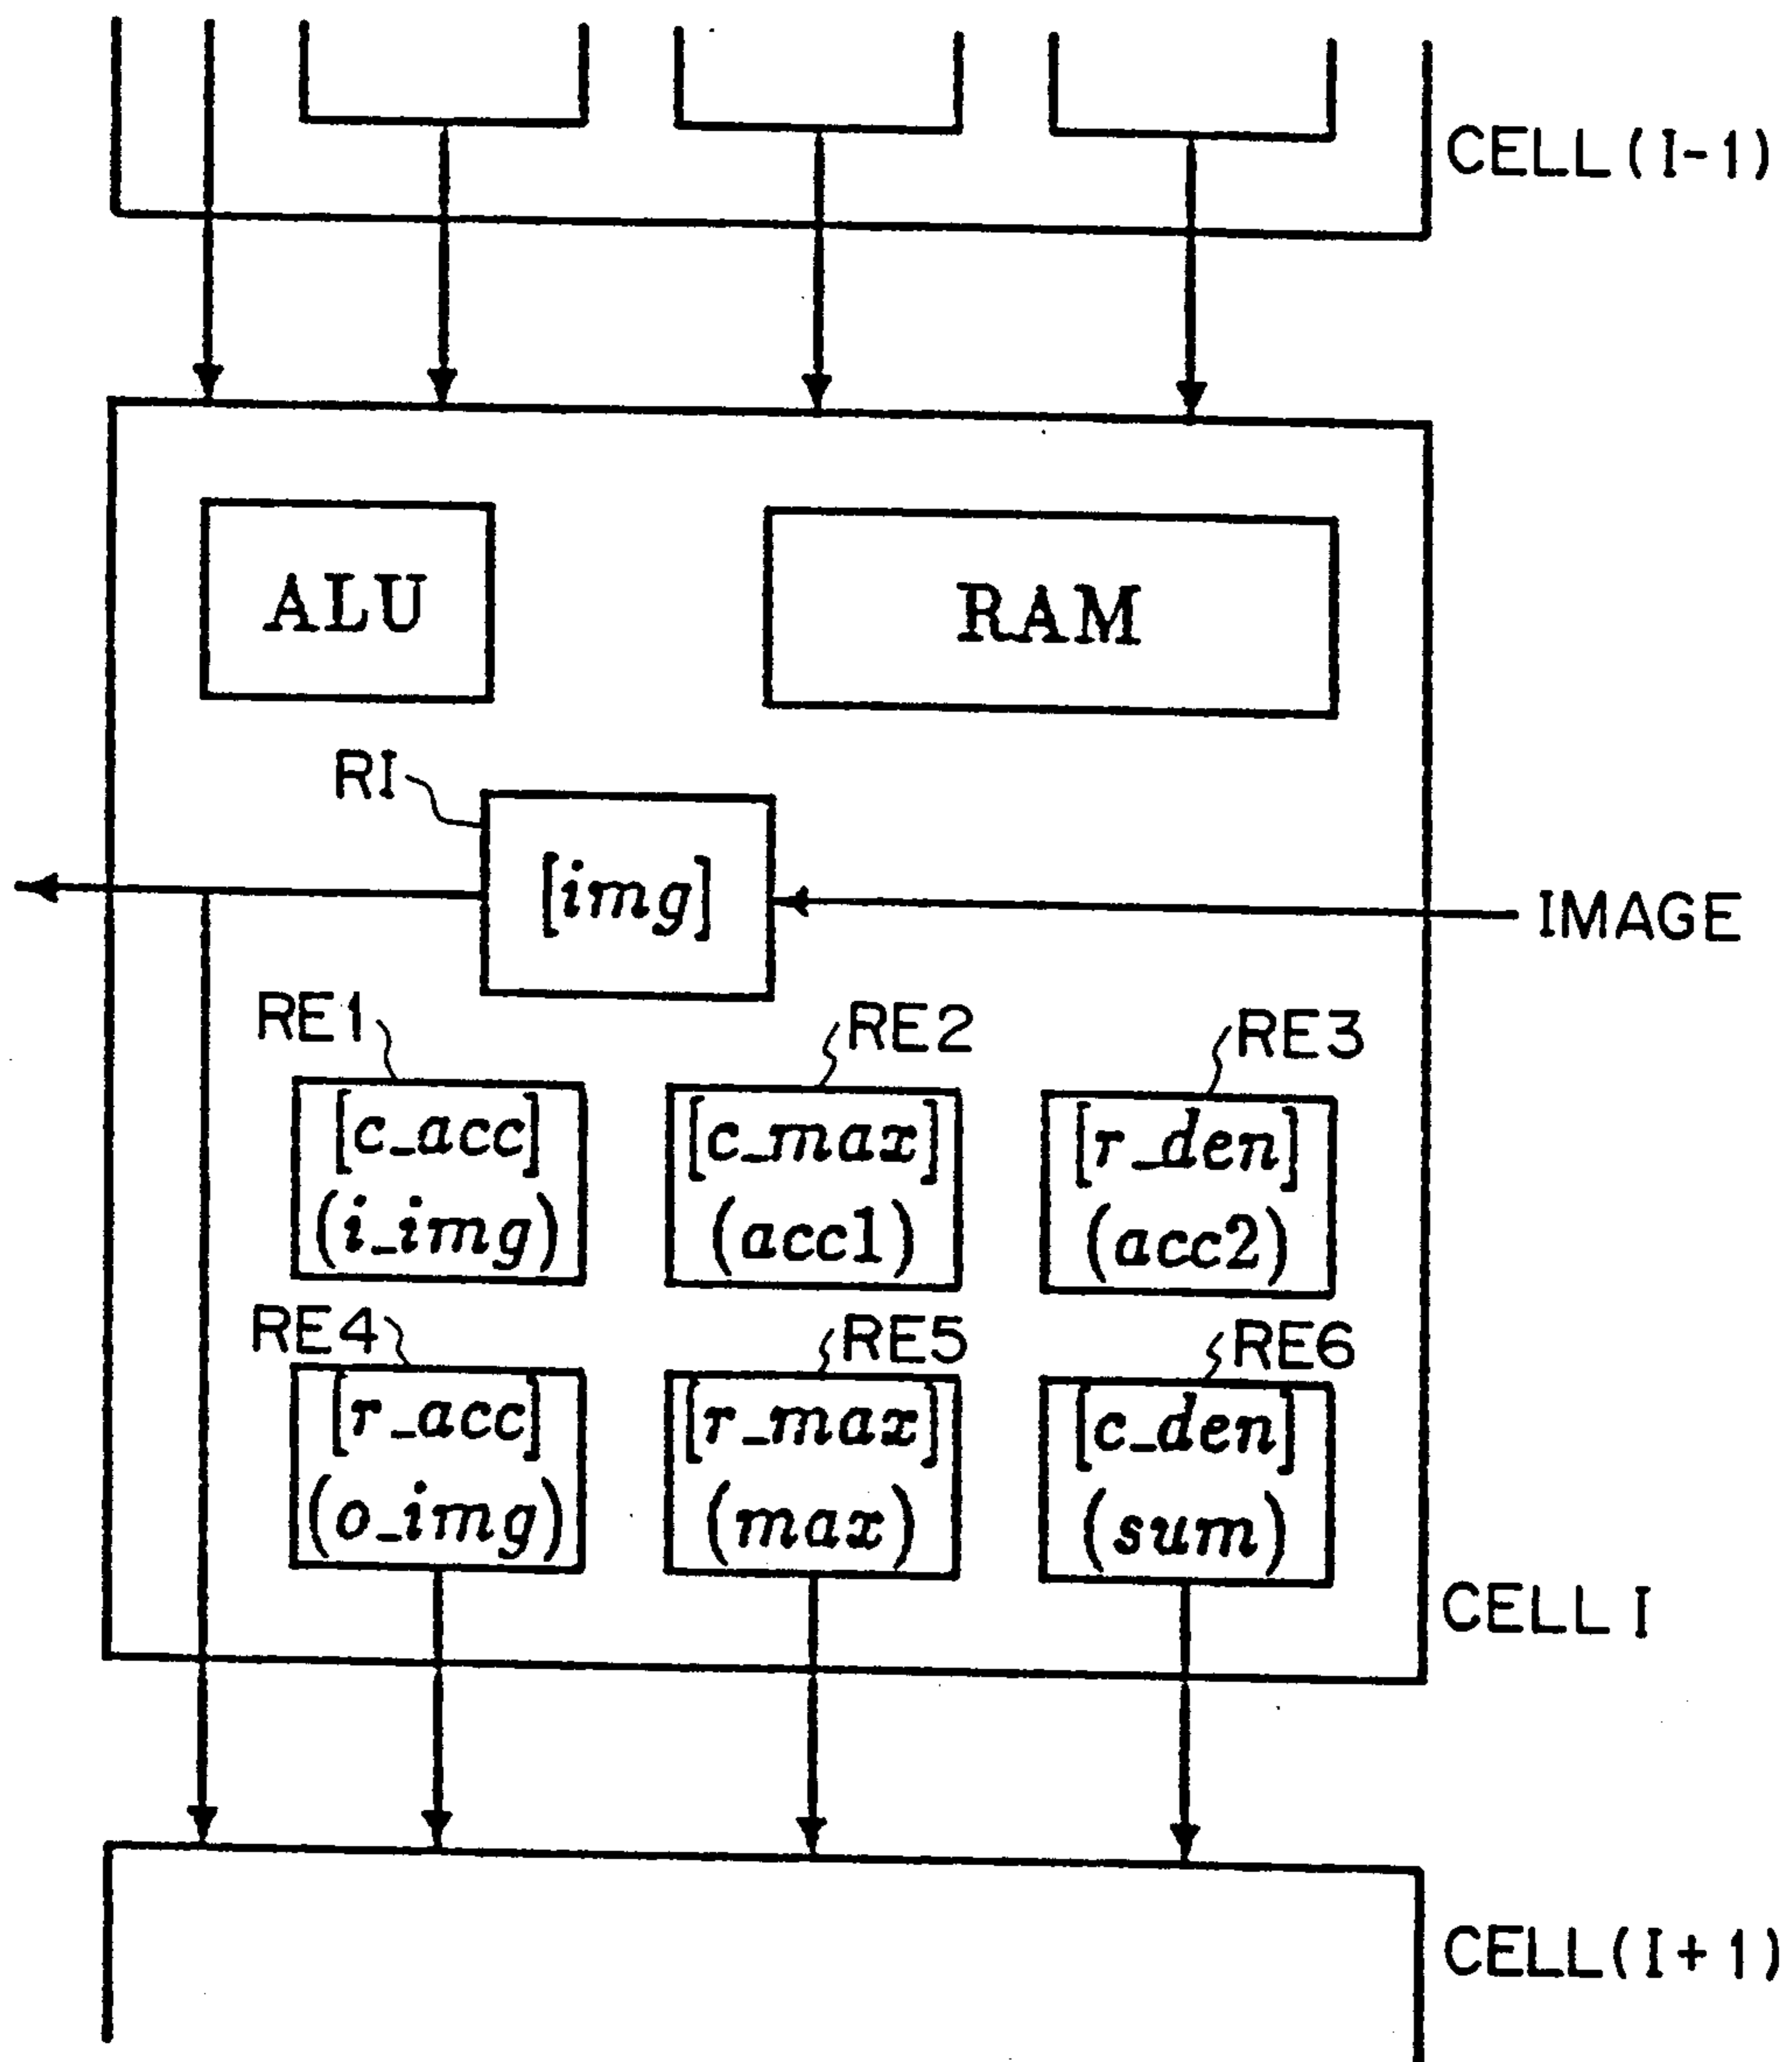 CELL(I-1)
ALU
RAM
RI
[img]
IMAGE
RE1
RE2
RE3
[c_acc]
(i_img)
[c_max]
(acc1)
[r_den]
(acc2)
RE4
RE5
RE6
[r_acc]
(o_img)
[r_max]
(max)
[c_den]
(sum)
CELL I
CELL(I+1)